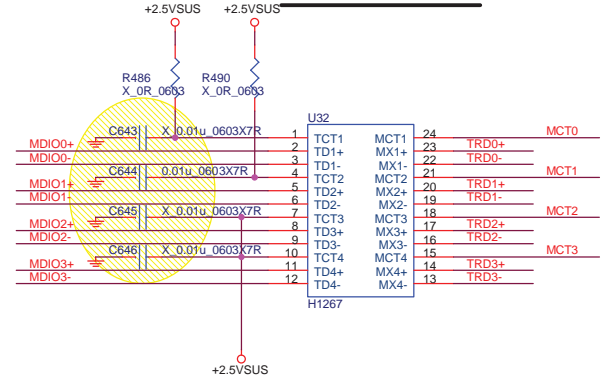 +2.5VSUS +2.5VSUS
R486 R490
X_0R_0603 X_0R_0603
U32
C643 X_0.01u_0603X7R 1 TCT1 MCT1 24 MCT0
MDIO0+ 2 TD1+ MX1+ 23 TRD0+
MDIO0- 3 TD1- MX1- 22 TRD0-
C644 0.01u_0603X7R 4 TCT2 MCT2 21 MCT1
MDIO1+ 5 TD2+ MX2+ 20 TRD1+
MDIO1- 6 TD2- MX2- 19 TRD1-
C645 X_0.01u_0603X7R 7 TCT3 MCT3 18 MCT2
MDIO2+ 8 TD3+ MX3+ 17 TRD2+
MDIO2- 9 TD3- MX3- 16 TRD2-
C646 X_0.01u_0603X7R 10 TCT4 MCT4 15 MCT3
MDIO3+ 11 TD4+ MX4+ 14 TRD3+
MDIO3- 12 TD4- MX4- 13 TRD3-
H1267
+2.5VSUS